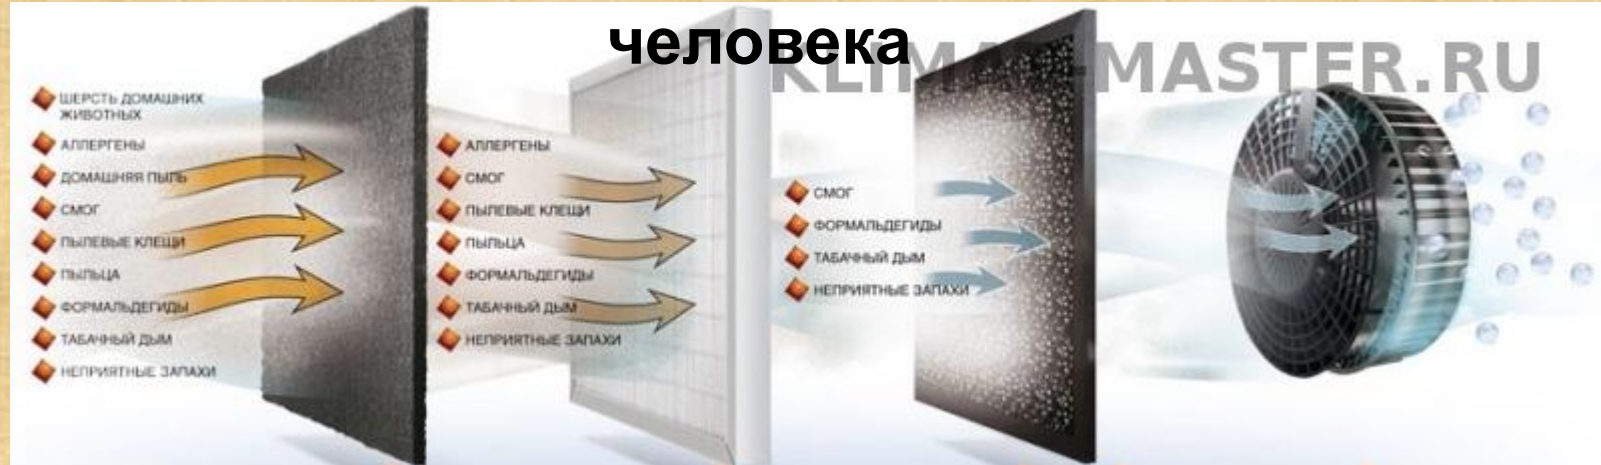 человека
KLIMAT-MASTER.RU
ШЕРСТЬ ДОМАШНИХ
ЖИВОТНЫХ
АЛЛЕРГЕНЫ
ДОМАШНЯЯ ПЫЛЬ
СМОГ
ПЫЛЕВЫЕ КЛЕЩИ
ПЫЛЬЦА
ФОРМАЛЬДЕГИДЫ
ТАБАЧНЫЙ ДЫМ
НЕПРИЯТНЫЕ ЗАПАХИ
АЛЛЕРГЕНЫ
СМОГ
ПЫЛЕВЫЕ КЛЕЩИ
ПЫЛЬЦА
ФОРМАЛЬДЕГИДЫ
ТАБАЧНЫЙ ДЫМ
НЕПРИЯТНЫЕ ЗАПАХИ
СМОГ
ФОРМАЛЬДЕГИДЫ
ТАБАЧНЫЙ ДЫМ
НЕПРИЯТНЫЕ ЗАПАХИ